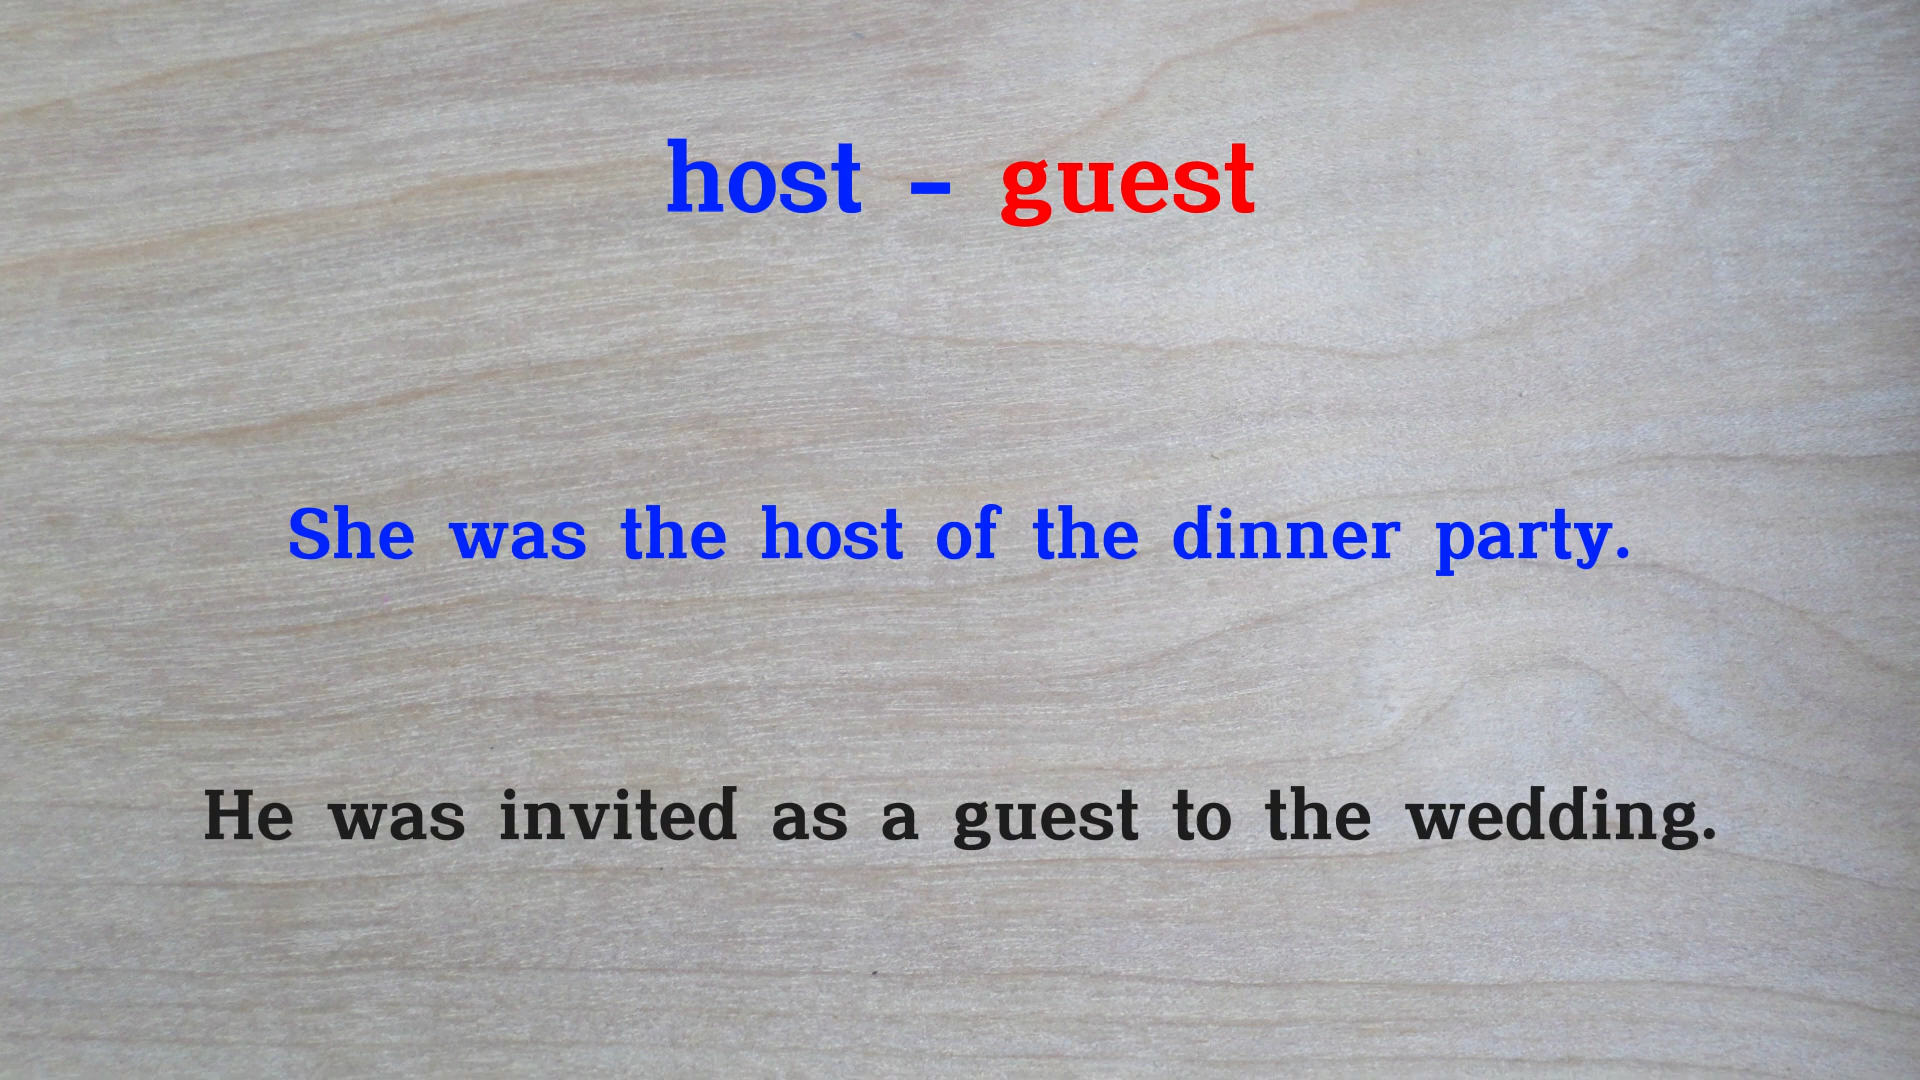 host - guest
She was the host of the dinner party.
He was invited as a guest to the wedding.